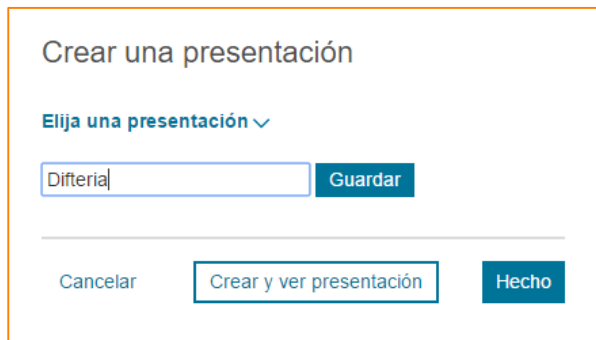 Crear una presentación
Elija una presentación
Difteria Guardar
Cancelar Crear y ver presentación Hecho